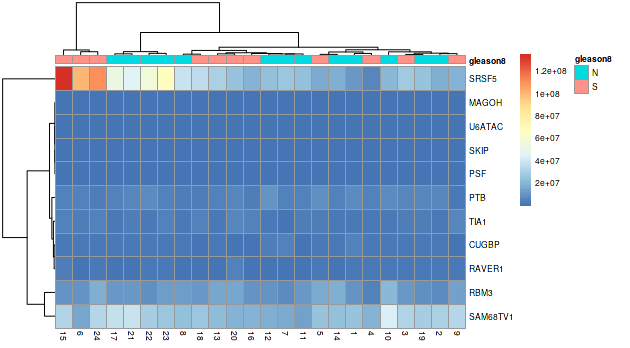 gleason8
SRSF5
MAGOH
U6ATAC
SKIP
PSF
PTB
TIA1
CUGBP
RAVER1
RBM3
SAM68TV1
15 6 24 17 21 22 23 8 18 13 20 16 12 7 11 5 14 1 4 10 3 19 2 9
1.2e+08
1e+08
8e+07
6e+07
4e+07
2e+07
gleason8
N
S